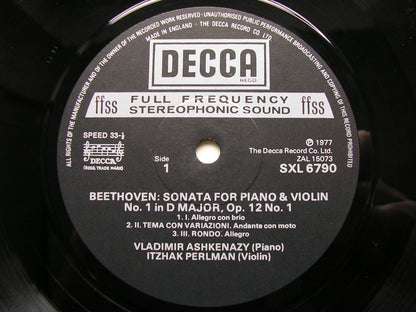 ALL RIGHTS OF THE MANUFACTURER AND OF THE OWNER OF THE RECORDED WORK RESERVED · UNAUTHORISED PUBLIC PERFORMANCE BROADCASTING AND COPYING OF THIS RECORD PROHIBITED
MADE IN ENGLAND · THE DECCA RECORD CO. LTD.
DECCA
ffss
FULL FREQUENCY
STEREOPHONIC SOUND
ffss
SPEED 33⅓
DECCA
Side
1
Ⓟ 1977
The Decca Record Co. Ltd.
ZAL 15073
SXL 6790
BEETHOVEN: SONATA FOR PIANO & VIOLIN
No. 1 in D MAJOR, Op. 12 No. 1
1. I. Allegro con brio
2. II. TEMA CON VARIAZIONI. Andante con moto
3. III. RONDO. Allegro
VLADIMIR ASHKENAZY (Piano)
ITZHAK PERLMAN (Violin)